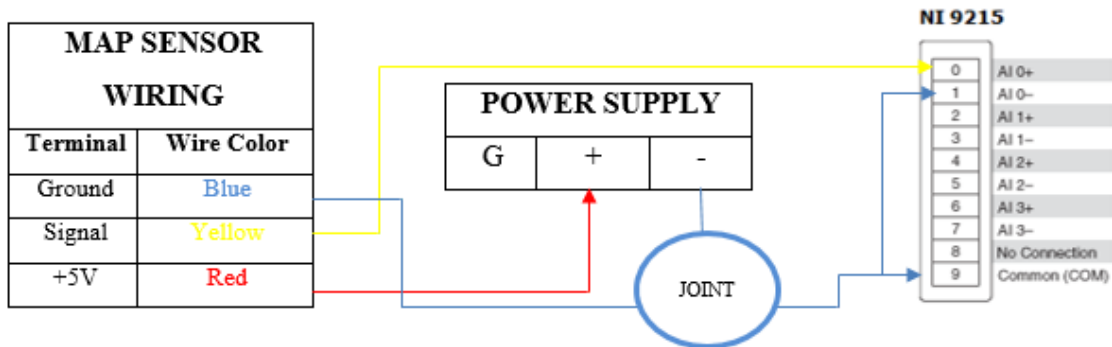 NI 9215
MAP SENSOR
WIRING
Terminal Wire Color
Ground Blue
Signal Yellow
+5V Red
POWER SUPPLY
G + -
JOINT
0 AI 0+
1 AI 0–
2 AI 1+
3 AI 1–
4 AI 2+
5 AI 2–
6 AI 3+
7 AI 3–
8 No Connection
9 Common (COM)